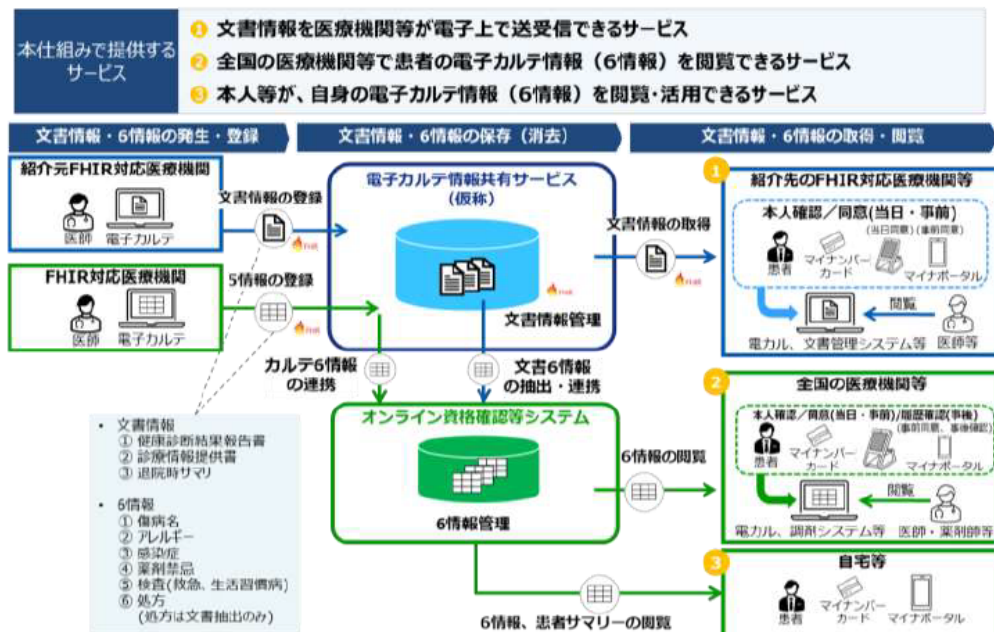 本仕組みで提供する
サービス
1 文書情報を医療機関等が電子上で送受信できるサービス
2 全国の医療機関等で患者の電子カルテ情報（6情報）を閲覧できるサービス
3 本人等が、自身の電子カルテ情報（6情報）を閲覧・活用できるサービス
文書情報・6情報の発生・登録
文書情報・6情報の保存（消去）
文書情報・6情報の取得・閲覧
紹介元FHIR対応医療機関
医師
電子カルテ
文書情報の登録
FHIR対応医療機関
医師
電子カルテ
5情報の登録
電子カルテ情報共有サービス
(仮称)
文書情報管理
文書情報の取得
カルテ6情報
の連携
文書6情報
の抽出・連携
オンライン資格確認等システム
6情報管理
6情報の閲覧
6情報、患者サマリーの閲覧
• 文書情報
① 健康診断結果報告書
② 診療情報提供書
③ 退院時サマリ
• 6情報
① 傷病名
② アレルギー
③ 感染症
④ 薬剤禁忌
⑤ 検査(救急、生活習慣病)
⑥ 処方
(処方は文書抽出のみ)
1
紹介先のFHIR対応医療機関等
本人確認／同意(当日・事前)
(当日同意)
(事前同意)
患者
マイナンバー
カード
マイナポータル
閲覧
電カル、文書管理システム等
医師等
2
全国の医療機関等
本人確認／同意(当日・事前)/履歴確認(事後)
(事前同意、事後確認)
患者
マイナンバー
カード
マイナポータル
閲覧
電カル、調剤システム等
医師・薬剤師等
3
自宅等
患者
マイナンバー
カード
マイナポータル